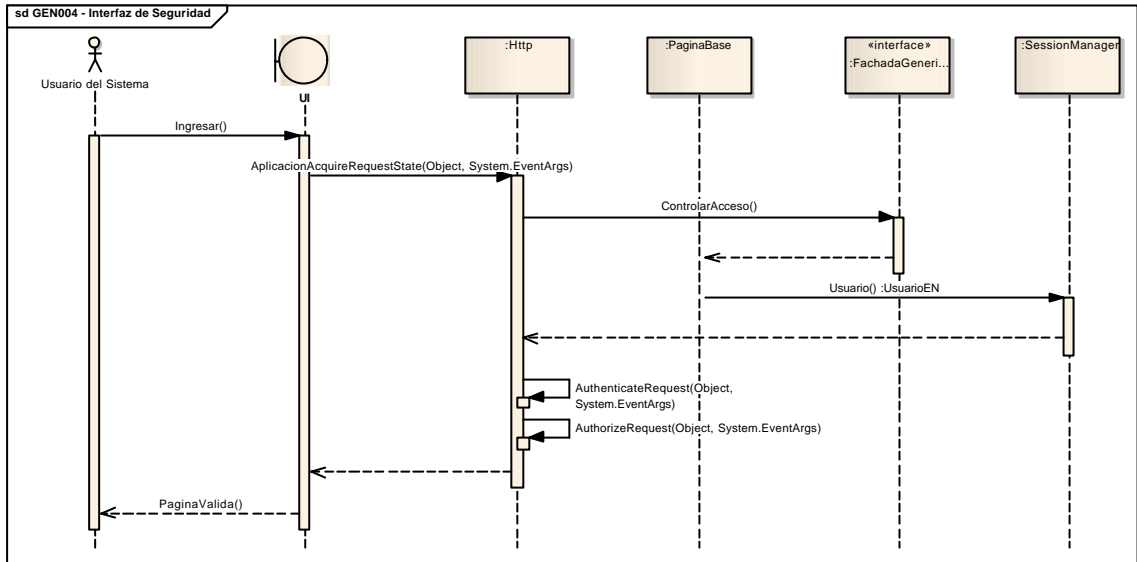 sd GEN004 - Interfaz de Seguridad
Usuario del Sistema
UI
:Http
:PaginaBase
«interface»
:FachadaGeneri...
:SessionManager
Ingresar()
AplicacionAcquireRequestState(Object, System.EventArgs)
ControlarAcceso()
Usuario() :UsuarioEN
AuthenticateRequest(Object,
System.EventArgs)
AuthorizeRequest(Object, System.EventArgs)
PaginaValida()